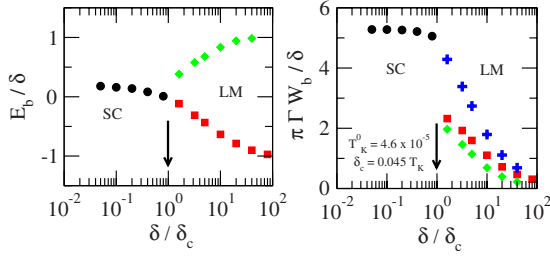 E_b/δ
1
0
-1
SC
LM
10^-2 10^-1 10^0 10^1 10^2
δ / δ_c
π Γ W_b / δ
6
4
2
0
SC
LM
T_K^0 = 4.6 x 10^-5
δ_c = 0.045 T_K
10^-2 10^-1 10^0 10^1 10^2
δ / δ_c